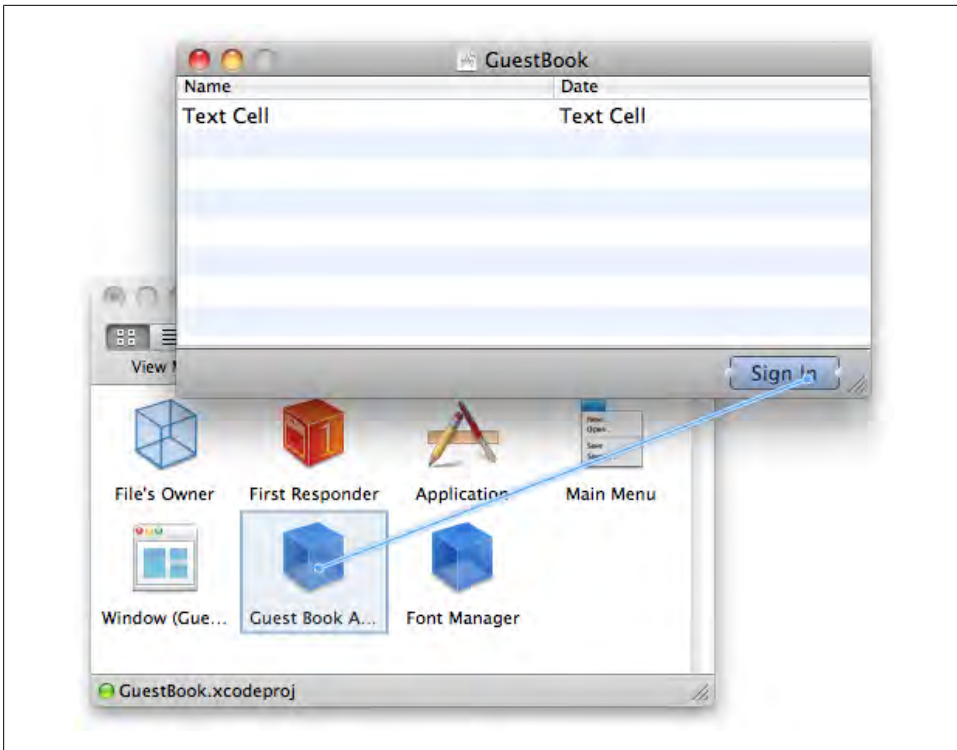 GuestBook
Name Date
Text Cell Text Cell
Sign In
View
File's Owner First Responder Application Main Menu
Window (Gue... Guest Book A... Font Manager
GuestBook.xcodeproj